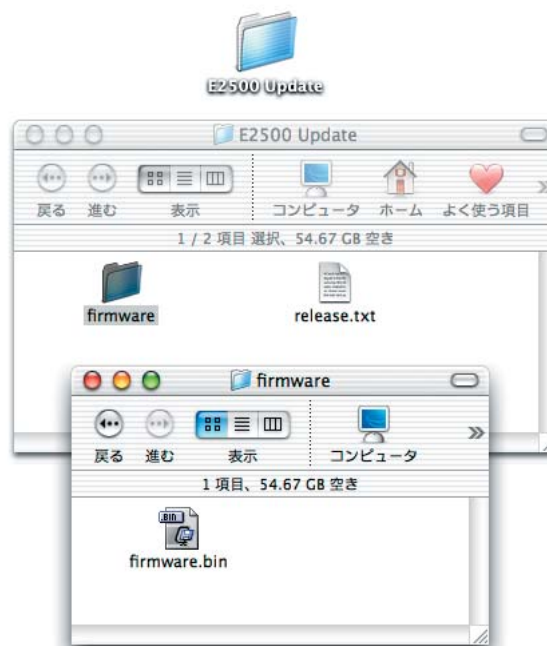 E2500 Update
E2500 Update
戻る 進む 表示 コンピュータ ホーム よく使う項目
1 / 2 項目 選択、54.67 GB 空き
firmware release.txt
firmware
戻る 進む 表示 コンピュータ
1 項目、54.67 GB 空き
.BIN
firmware.bin